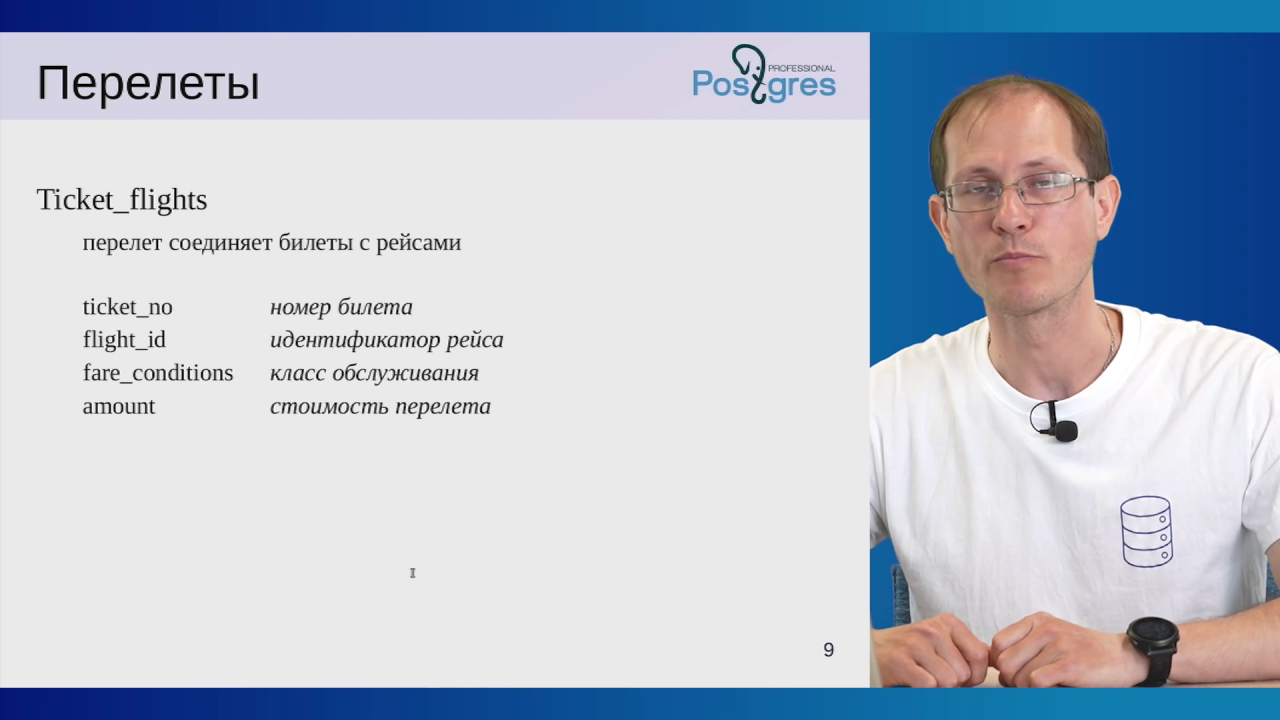 Перелеты
PROFESSIONAL
Postgres
Ticket_flights
перелет соединяет билеты с рейсами
ticket_no номер билета
flight_id идентификатор рейса
fare_conditions класс обслуживания
amount стоимость перелета
9